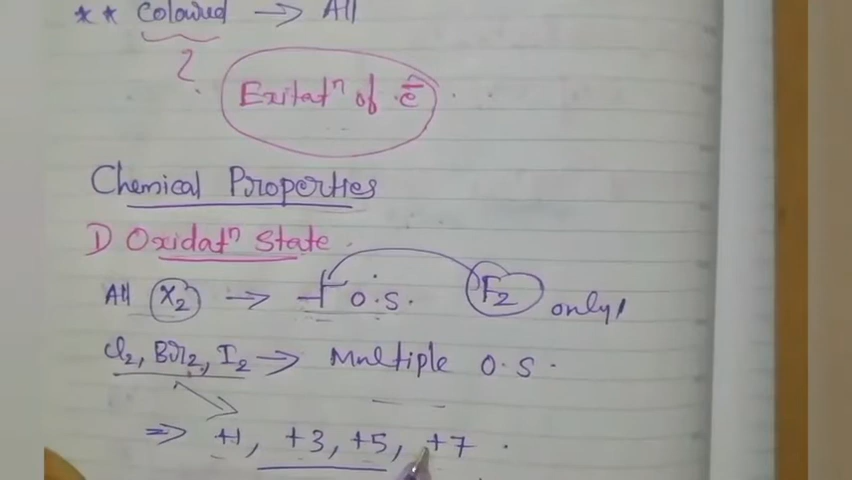 ** Coloured → All
Exitatⁿ of e̅
Chemical Properties
1) Oxidatⁿ State
All X₂ → -1 O.S. F₂ only
Cl₂, Br₂, I₂ → Multiple O.S.
⇒ +1, +3, +5, +7